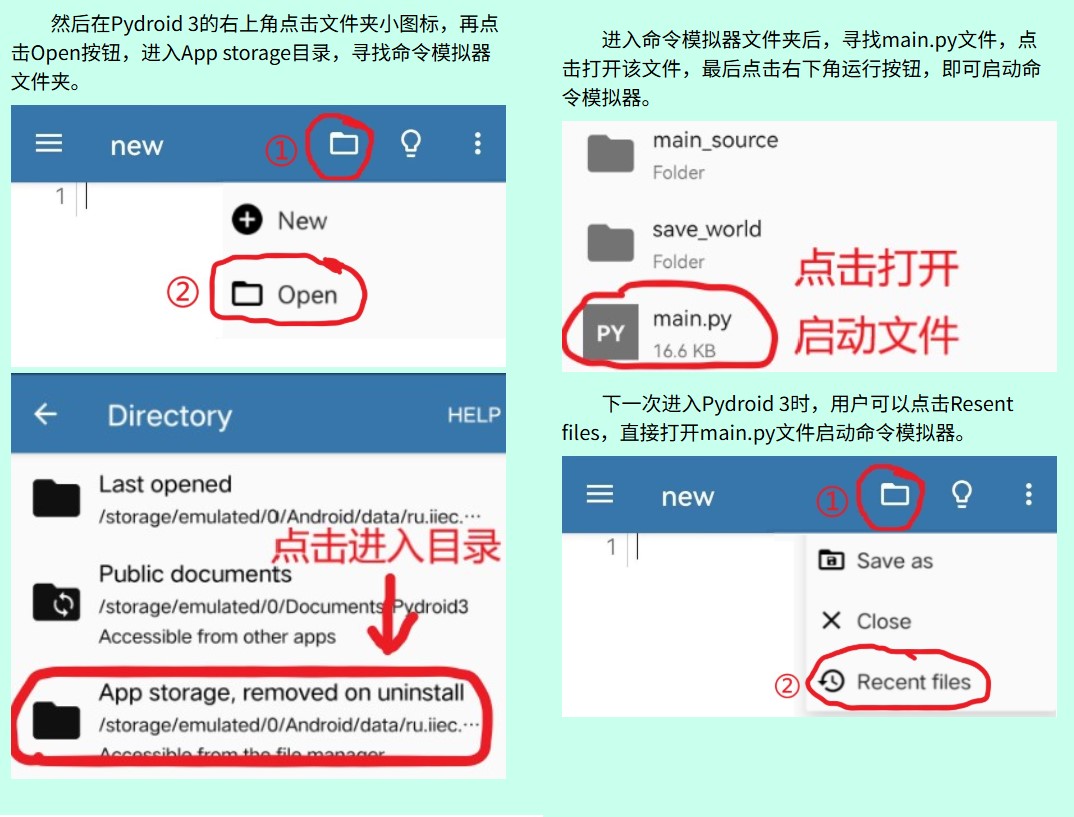 然后在Pydroid 3的右上角点击文件夹小图标，再点
击Open按钮，进入App storage目录，寻找命令模拟器
文件夹。
new
①
1
New
②
Open
Directory
HELP
Last opened
/storage/emulated/0/Android/data/ru.iiec.…
点击进入目录
Public documents
/storage/emulated/0/Documents/Pydroid3
Accessible from other apps
App storage, removed on uninstall
/storage/emulated/0/Android/data/ru.iiec.…
Accessible from the file manager
进入命令模拟器文件夹后，寻找main.py文件，点
击打开该文件，最后点击右下角运行按钮，即可启动命
令模拟器。
main_source
Folder
save_world
Folder
点击打开
PY
main.py
16.6 KB
启动文件
下一次进入Pydroid 3时，用户可以点击Resent
files，直接打开main.py文件启动命令模拟器。
new
①
1
Save as
Close
②
Recent files